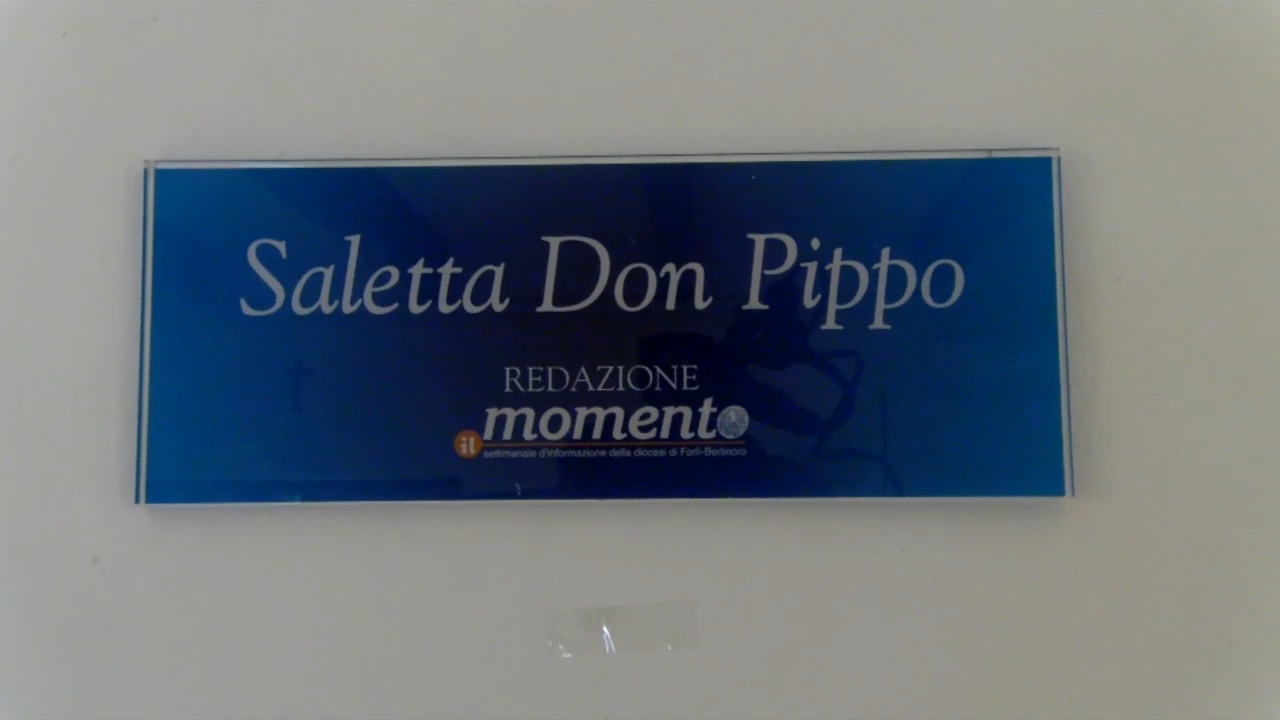 Saletta Don Pippo
REDAZIONE
il momento
settimanale d'informazione della diocesi di Forlì-Bertinoro